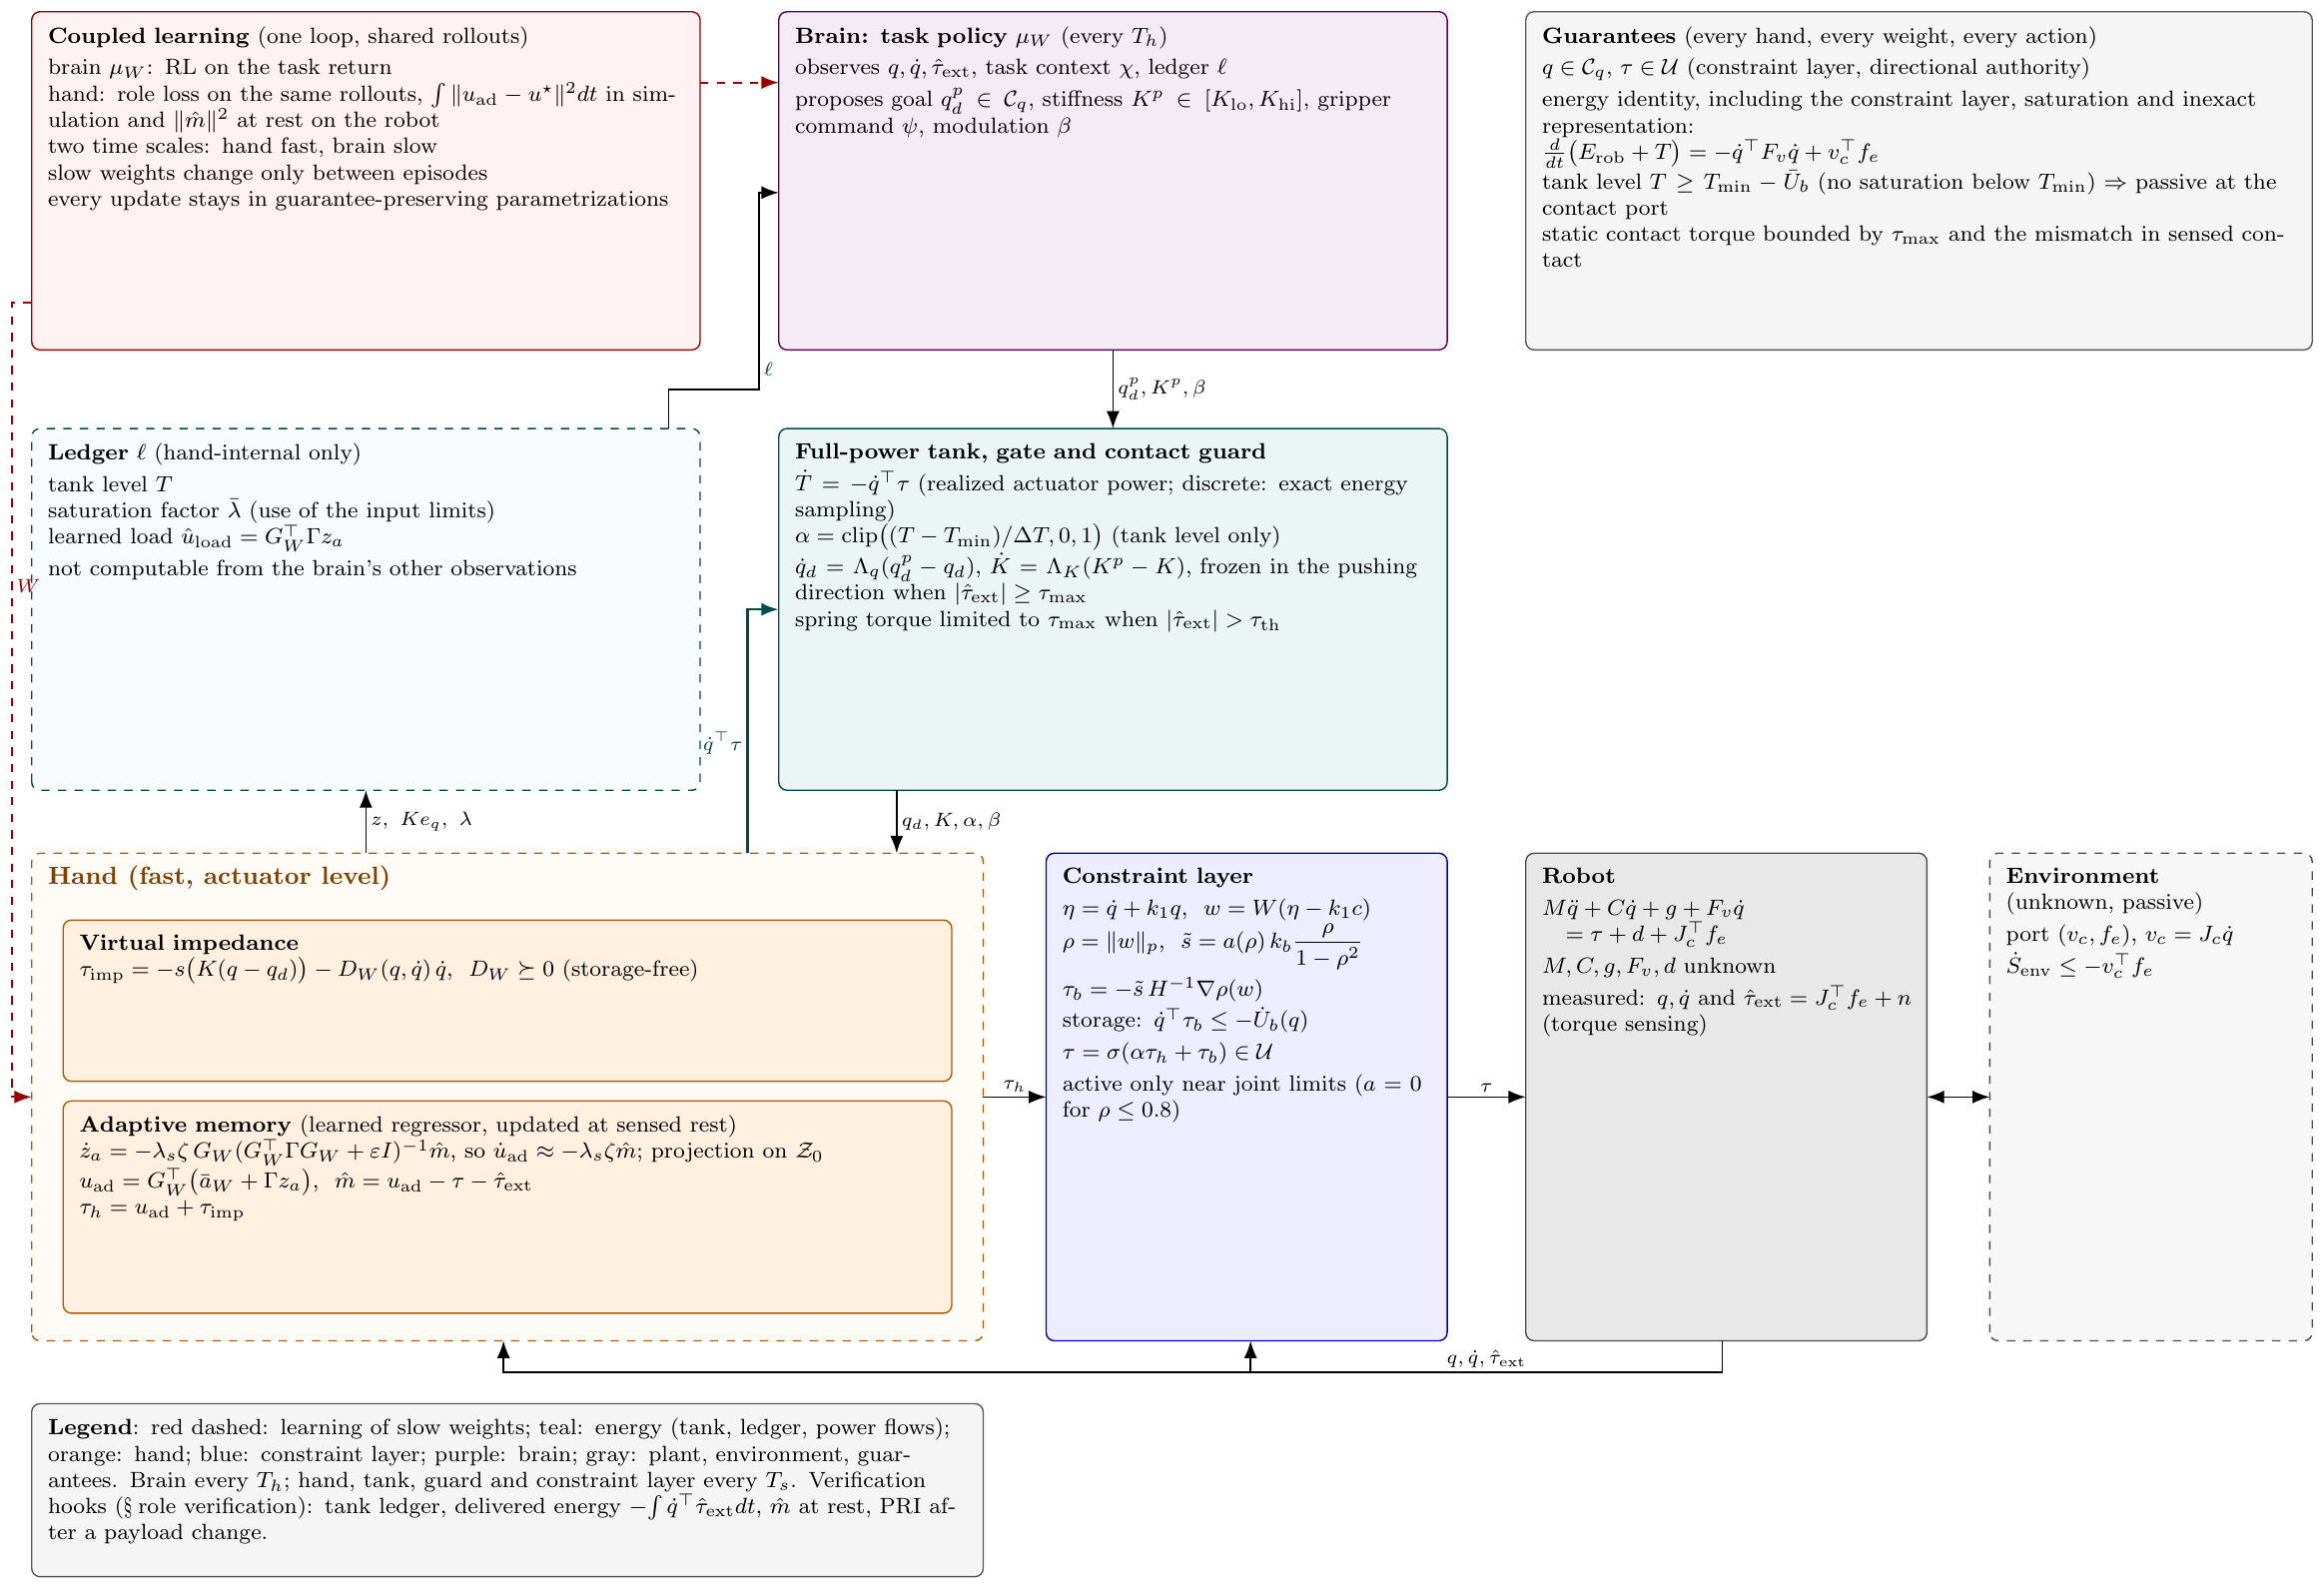 Coupled learning (one loop, shared rollouts)
brain μ_W: RL on the task return
hand: role loss on the same rollouts, ∫ ‖u_ad − u^⋆‖² dt in sim-
ulation and ‖m̂‖² at rest on the robot
two time scales: hand fast, brain slow
slow weights change only between episodes
every update stays in guarantee-preserving parametrizations
Brain: task policy μ_W (every T_h)
observes q, q̇, τ̂_ext, task context χ, ledger ℓ
proposes goal q_d^p ∈ 𝒞_q, stiffness K^p ∈ [K_lo, K_hi], gripper
command ψ, modulation β
Guarantees (every hand, every weight, every action)
q ∈ 𝒞_q, τ ∈ 𝒰 (constraint layer, directional authority)
energy identity, including the constraint layer, saturation and inexact
representation:
d/dt (E_rob + T) = −q̇^⊤ F_v q̇ + v_c^⊤ f_e
tank level T ≥ T_min − Ū_b (no saturation below T_min) ⇒ passive at the
contact port
static contact torque bounded by τ_max and the mismatch in sensed con-
tact
ℓ
q_d^p, K^p, β
Ledger ℓ (hand-internal only)
tank level T
saturation factor λ̄ (use of the input limits)
learned load û_load = G_W^⊤ Γ z_a
not computable from the brain's other observations
W
Full-power tank, gate and contact guard
Ṫ = −q̇^⊤ τ (realized actuator power; discrete: exact energy
sampling)
α = clip((T − T_min)/ΔT, 0, 1) (tank level only)
q̇_d = Λ_q(q_d^p − q_d), K̇ = Λ_K(K^p − K), frozen in the pushing
direction when |τ̂_ext| ≥ τ_max
spring torque limited to τ_max when |τ̂_ext| > τ_th
q̇^⊤ τ
z, Ke_q, λ
q_d, K, α, β
Hand (fast, actuator level)
Virtual impedance
τ_imp = −s(K(q − q_d)) − D_W(q, q̇) q̇, D_W ⪰ 0 (storage-free)
Adaptive memory (learned regressor, updated at sensed rest)
ż_a = −λ_s ζ G_W (G_W^⊤ Γ G_W + εI)^{−1} m̂, so u̇_ad ≈ −λ_s ζ m̂; projection on 𝒵_0
u_ad = G_W^⊤ (ā_W + Γ z_a), m̂ = u_ad − τ − τ̂_ext
τ_h = u_ad + τ_imp
τ_h
Constraint layer
η = q̇ + k_1 q, w = W(η − k_1 c)
ρ = ‖w‖_p, s̃ = a(ρ) k_b ρ/(1 − ρ²)
τ_b = −s̃ H^{−1} ∇ρ(w)
storage: q̇^⊤ τ_b ≤ −U̇_b(q)
τ = σ(ατ_h + τ_b) ∈ 𝒰
active only near joint limits (a = 0
for ρ ≤ 0.8)
τ
Robot
M q̈ + C q̇ + g + F_v q̇
= τ + d + J_c^⊤ f_e
M, C, g, F_v, d unknown
measured: q, q̇ and τ̂_ext = J_c^⊤ f_e + n
(torque sensing)
Environment
(unknown, passive)
port (v_c, f_e), v_c = J_c q̇
Ṡ_env ≤ −v_c^⊤ f_e
q, q̇, τ̂_ext
Legend: red dashed: learning of slow weights; teal: energy (tank, ledger, power flows);
orange: hand; blue: constraint layer; purple: brain; gray: plant, environment, guar-
antees. Brain every T_h; hand, tank, guard and constraint layer every T_s. Verification
hooks (§ role verification): tank ledger, delivered energy −∫ q̇^⊤ τ̂_ext dt, m̂ at rest, PRI af-
ter a payload change.